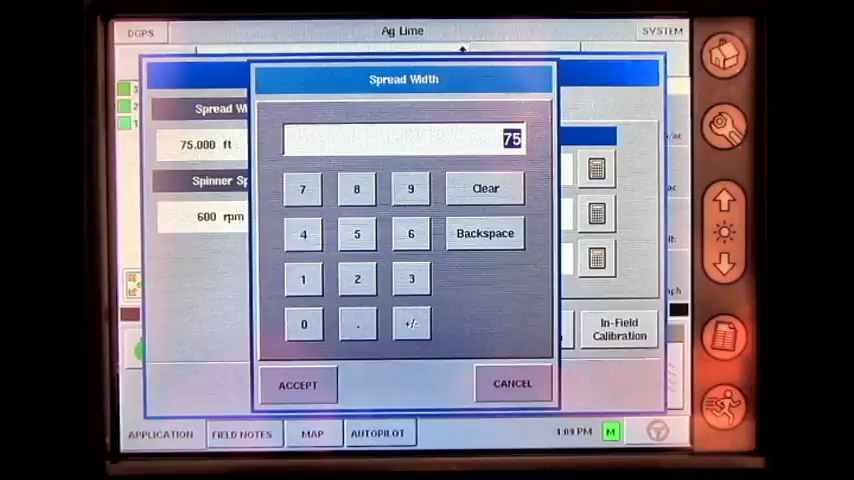 DGPS
Ag Lime
SYSTEM
Spread Width
Spread Wi
75.000 ft
75
Spinner Sp
600 rpm
7 8 9 Clear
4 5 6 Backspace
1 2 3
0 . +/-
In-Field
Calibration
ACCEPT
CANCEL
APPLICATION
FIELD NOTES
MAP
AUTOPILOT
1:09 PM
M